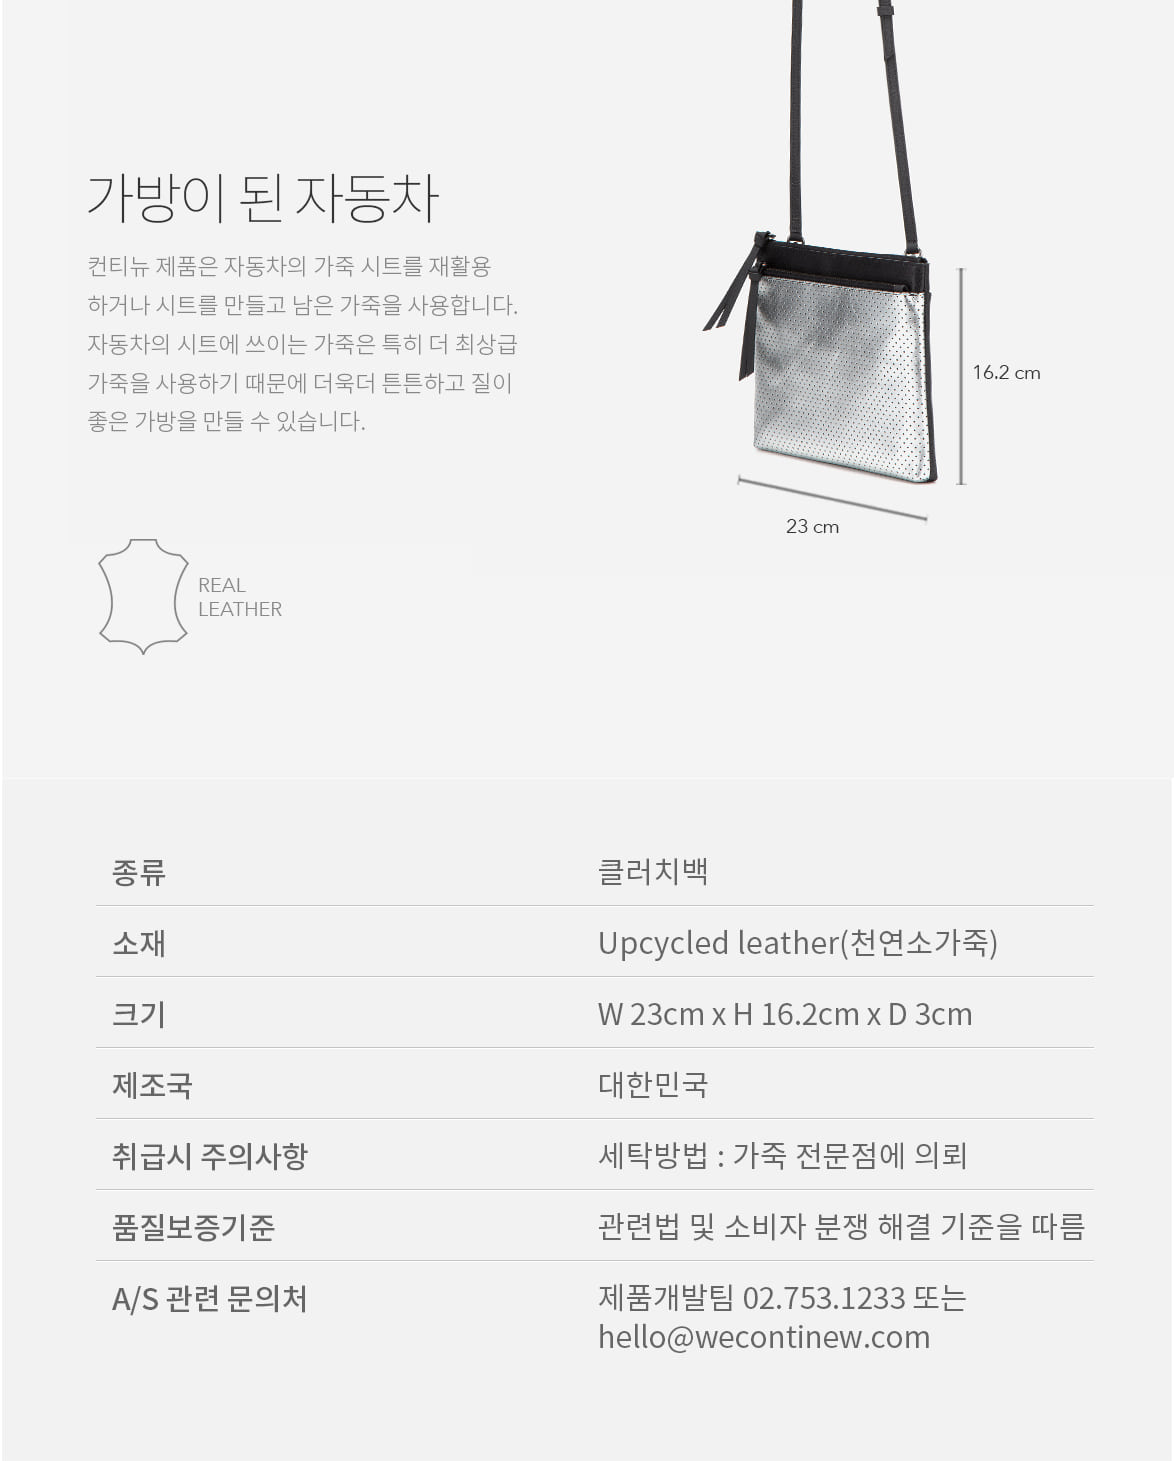 가방이 된 자동차
컨티뉴 제품은 자동차의 가죽 시트를 재활용
하거나 시트를 만들고 남은 가죽을 사용합니다.
자동차의 시트에 쓰이는 가죽은 특히 더 최상급
가죽을 사용하기 때문에 더욱더 튼튼하고 질이
좋은 가방을 만들 수 있습니다.
16.2 cm
23 cm
REAL
LEATHER
종류 클러치백
소재 Upcycled leather(천연소가죽)
크기 W 23cm x H 16.2cm x D 3cm
제조국 대한민국
취급시 주의사항 세탁방법 : 가죽 전문점에 의뢰
품질보증기준 관련법 및 소비자 분쟁 해결 기준을 따름
A/S 관련 문의처 제품개발팀 02.753.1233 또는
hello@wecontinew.com